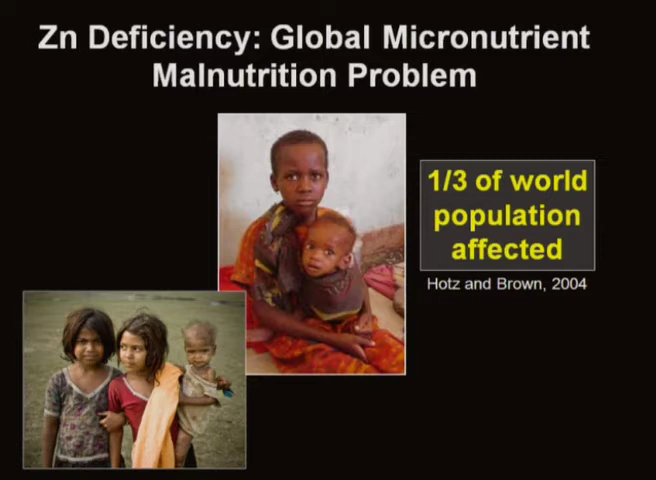 Zn Deficiency: Global Micronutrient
Malnutrition Problem
1/3 of world
population
affected
Hotz and Brown, 2004